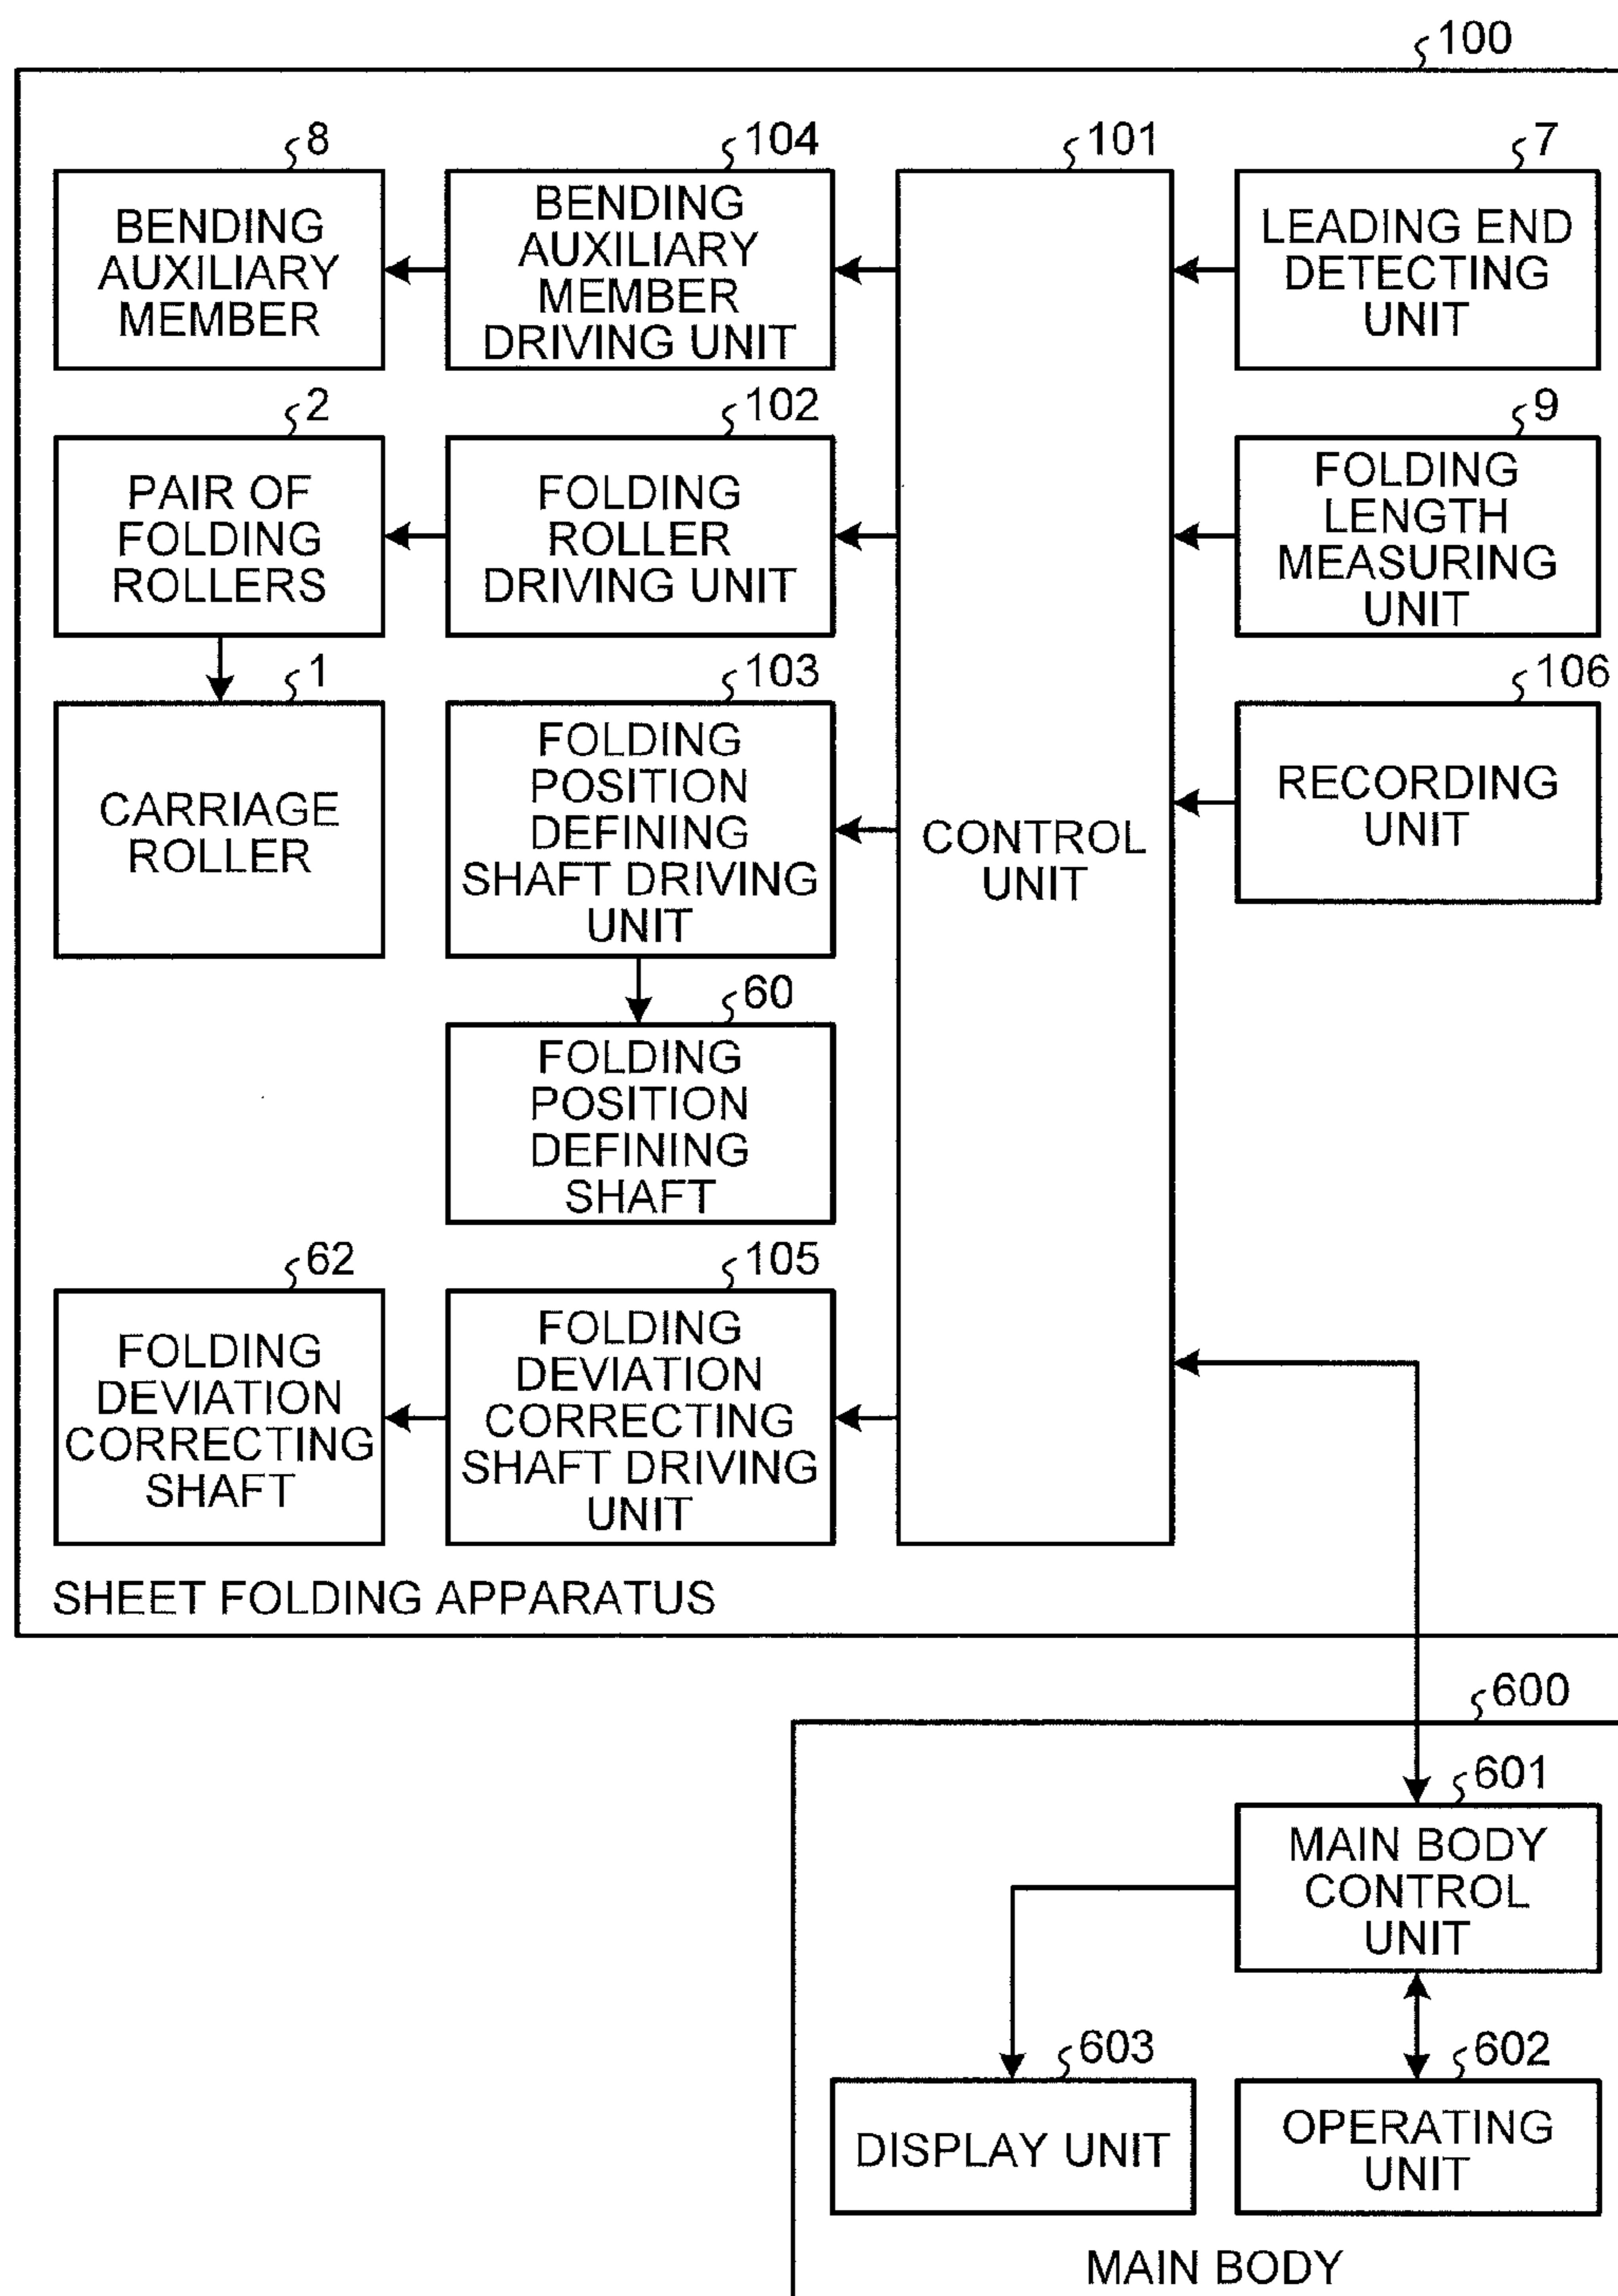 100
8
BENDING
AUXILIARY
MEMBER
104
BENDING
AUXILIARY
MEMBER
DRIVING UNIT
101
CONTROL
UNIT
7
LEADING END
DETECTING
UNIT
2
PAIR OF
FOLDING
ROLLERS
102
FOLDING
ROLLER
DRIVING UNIT
9
FOLDING
LENGTH
MEASURING
UNIT
1
CARRIAGE
ROLLER
103
FOLDING
POSITION
DEFINING
SHAFT DRIVING
UNIT
106
RECORDING
UNIT
60
FOLDING
POSITION
DEFINING
SHAFT
62
FOLDING
DEVIATION
CORRECTING
SHAFT
105
FOLDING
DEVIATION
CORRECTING
SHAFT DRIVING
UNIT
SHEET FOLDING APPARATUS
600
601
MAIN BODY
CONTROL
UNIT
603
DISPLAY UNIT
602
OPERATING
UNIT
MAIN BODY